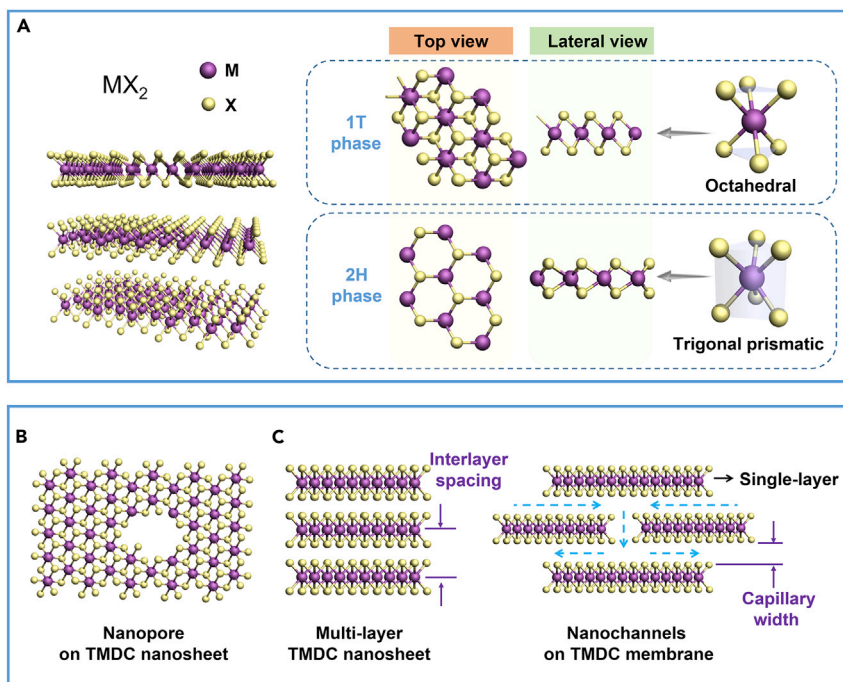 A
Top view
Lateral view
MX₂
M
X
1T
phase
Octahedral
2H
phase
Trigonal prismatic
B
C
Interlayer
spacing
Single-layer
Capillary
width
Nanopore
on TMDC nanosheet
Multi-layer
TMDC nanosheet
Nanochannels
on TMDC membrane